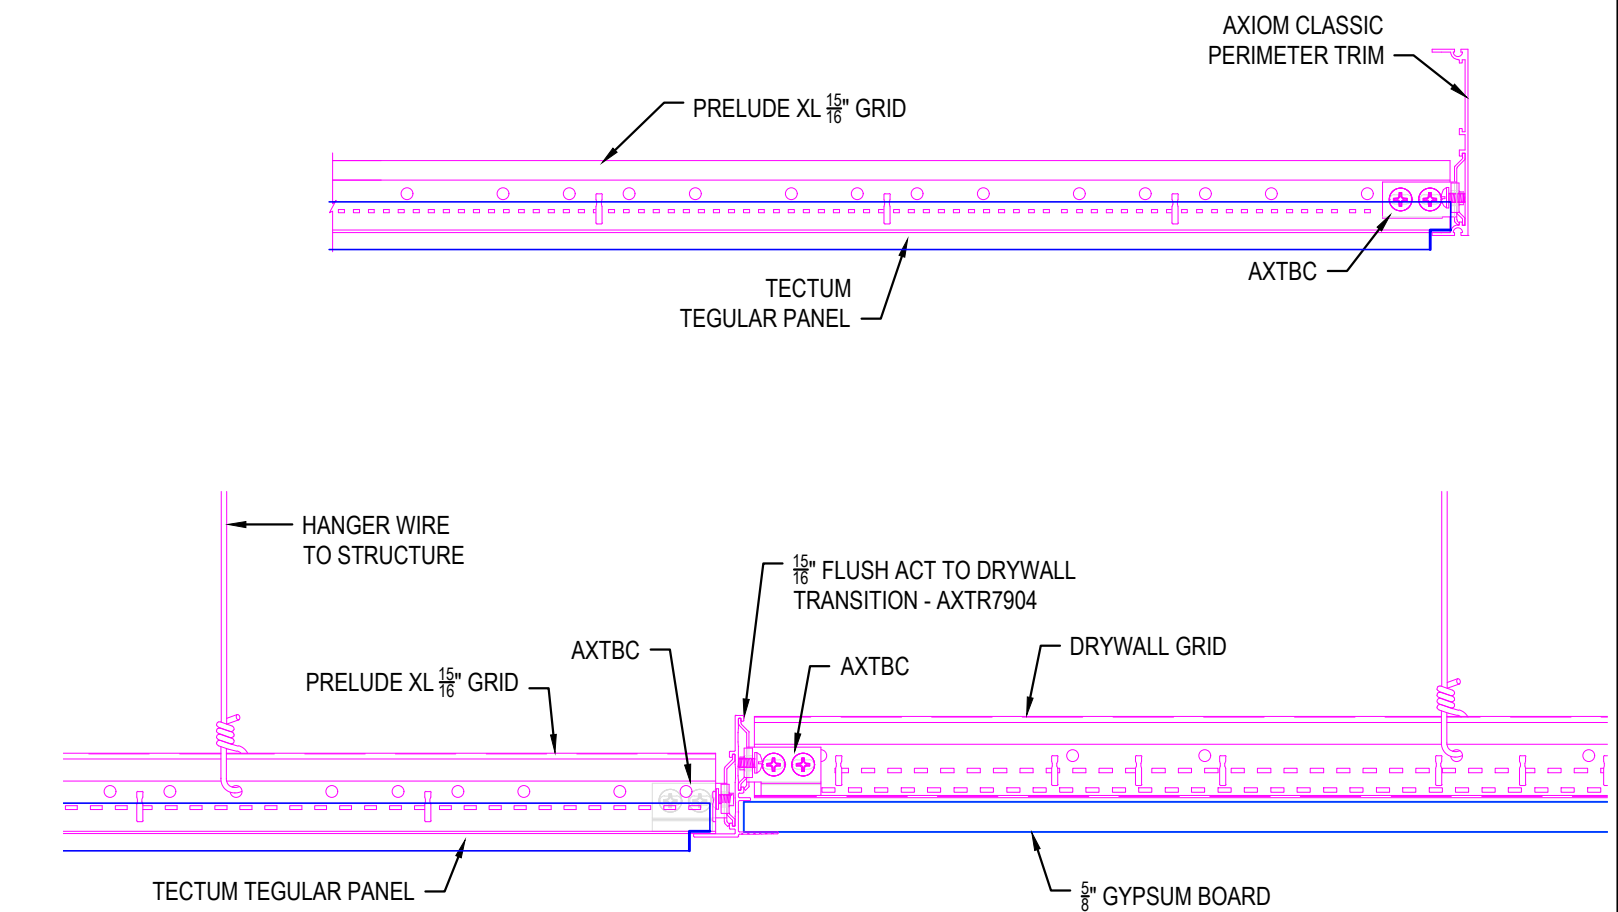 AXIOM CLASSIC
PERIMETER TRIM
PRELUDE XL 15/16" GRID
TECTUM
TEGULAR PANEL
AXTBC
HANGER WIRE
TO STRUCTURE
15/16" FLUSH ACT TO DRYWALL
TRANSITION - AXTR7904
AXTBC
PRELUDE XL 15/16" GRID
AXTBC
DRYWALL GRID
TECTUM TEGULAR PANEL
5/8" GYPSUM BOARD